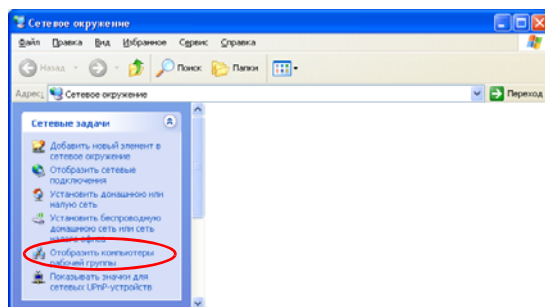 Сетевое окружение
Файл Правка Вид Избранное Сервис Справка
Назад Поиск Папки
Адрес: Сетевое окружение Переход
Сетевые задачи
Добавить новый элемент в
сетевое окружение
Отобразить сетевые
подключения
Установить домашнюю или
малую сеть
Установить беспроводную
домашнюю сеть или сеть
малого офиса
Отобразить компьютеры
рабочей группы
Показывать значки для
сетевых UPnP-устройств